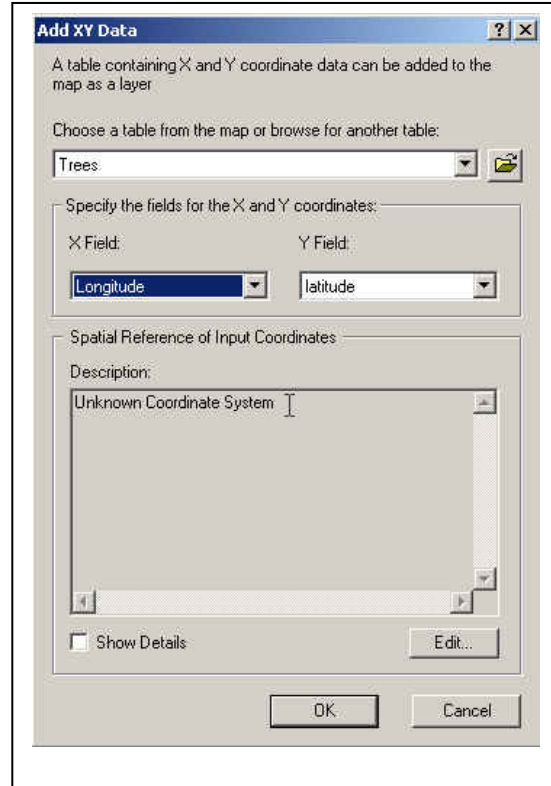 Add XY Data
A table containing X and Y coordinate data can be added to the
map as a layer
Choose a table from the map or browse for another table:
Trees
Specify the fields for the X and Y coordinates:
X Field:
Y Field:
Longitude
latitude
Spatial Reference of Input Coordinates
Description:
Unknown Coordinate System
Show Details
Edit...
OK
Cancel